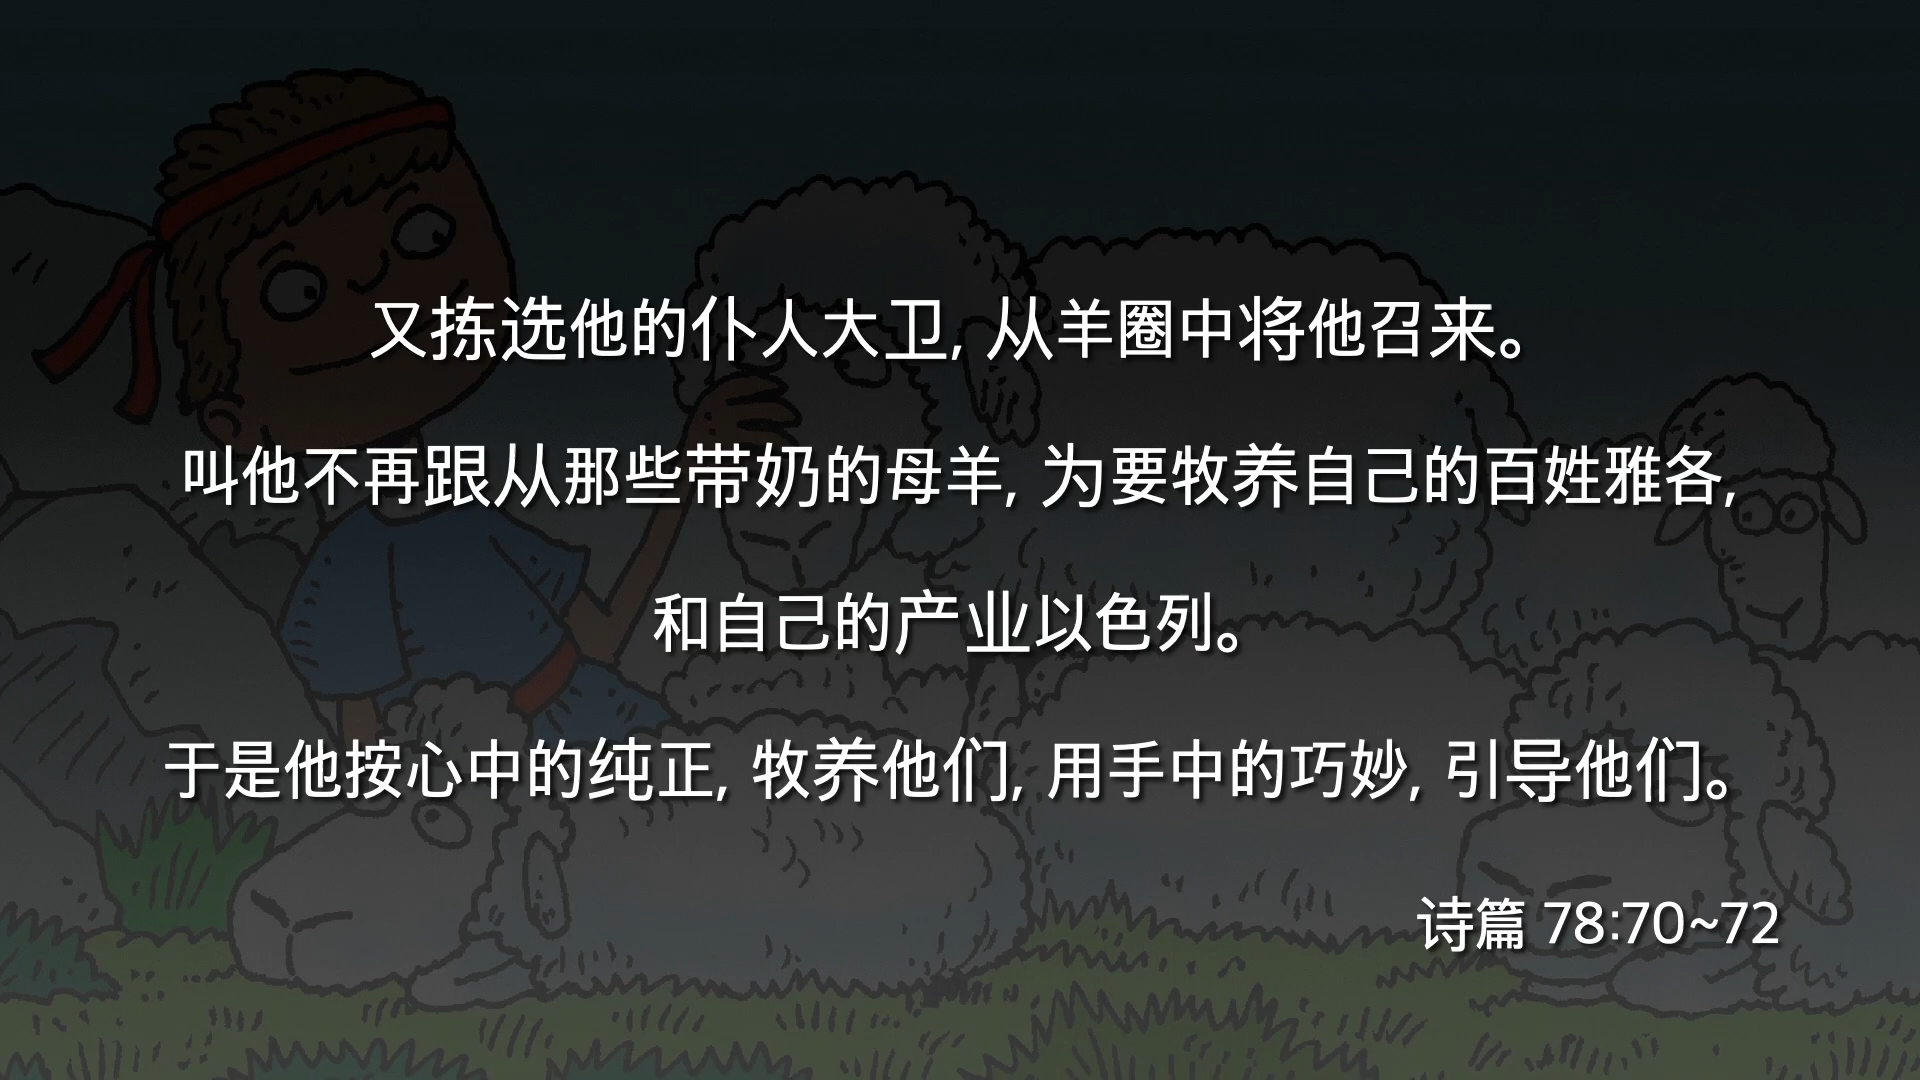 又拣选他的仆人大卫, 从羊圈中将他召来。
叫他不再跟从那些带奶的母羊, 为要牧养自己的百姓雅各,
和自己的产业以色列。
于是他按心中的纯正, 牧养他们, 用手中的巧妙, 引导他们。
诗篇 78:70~72